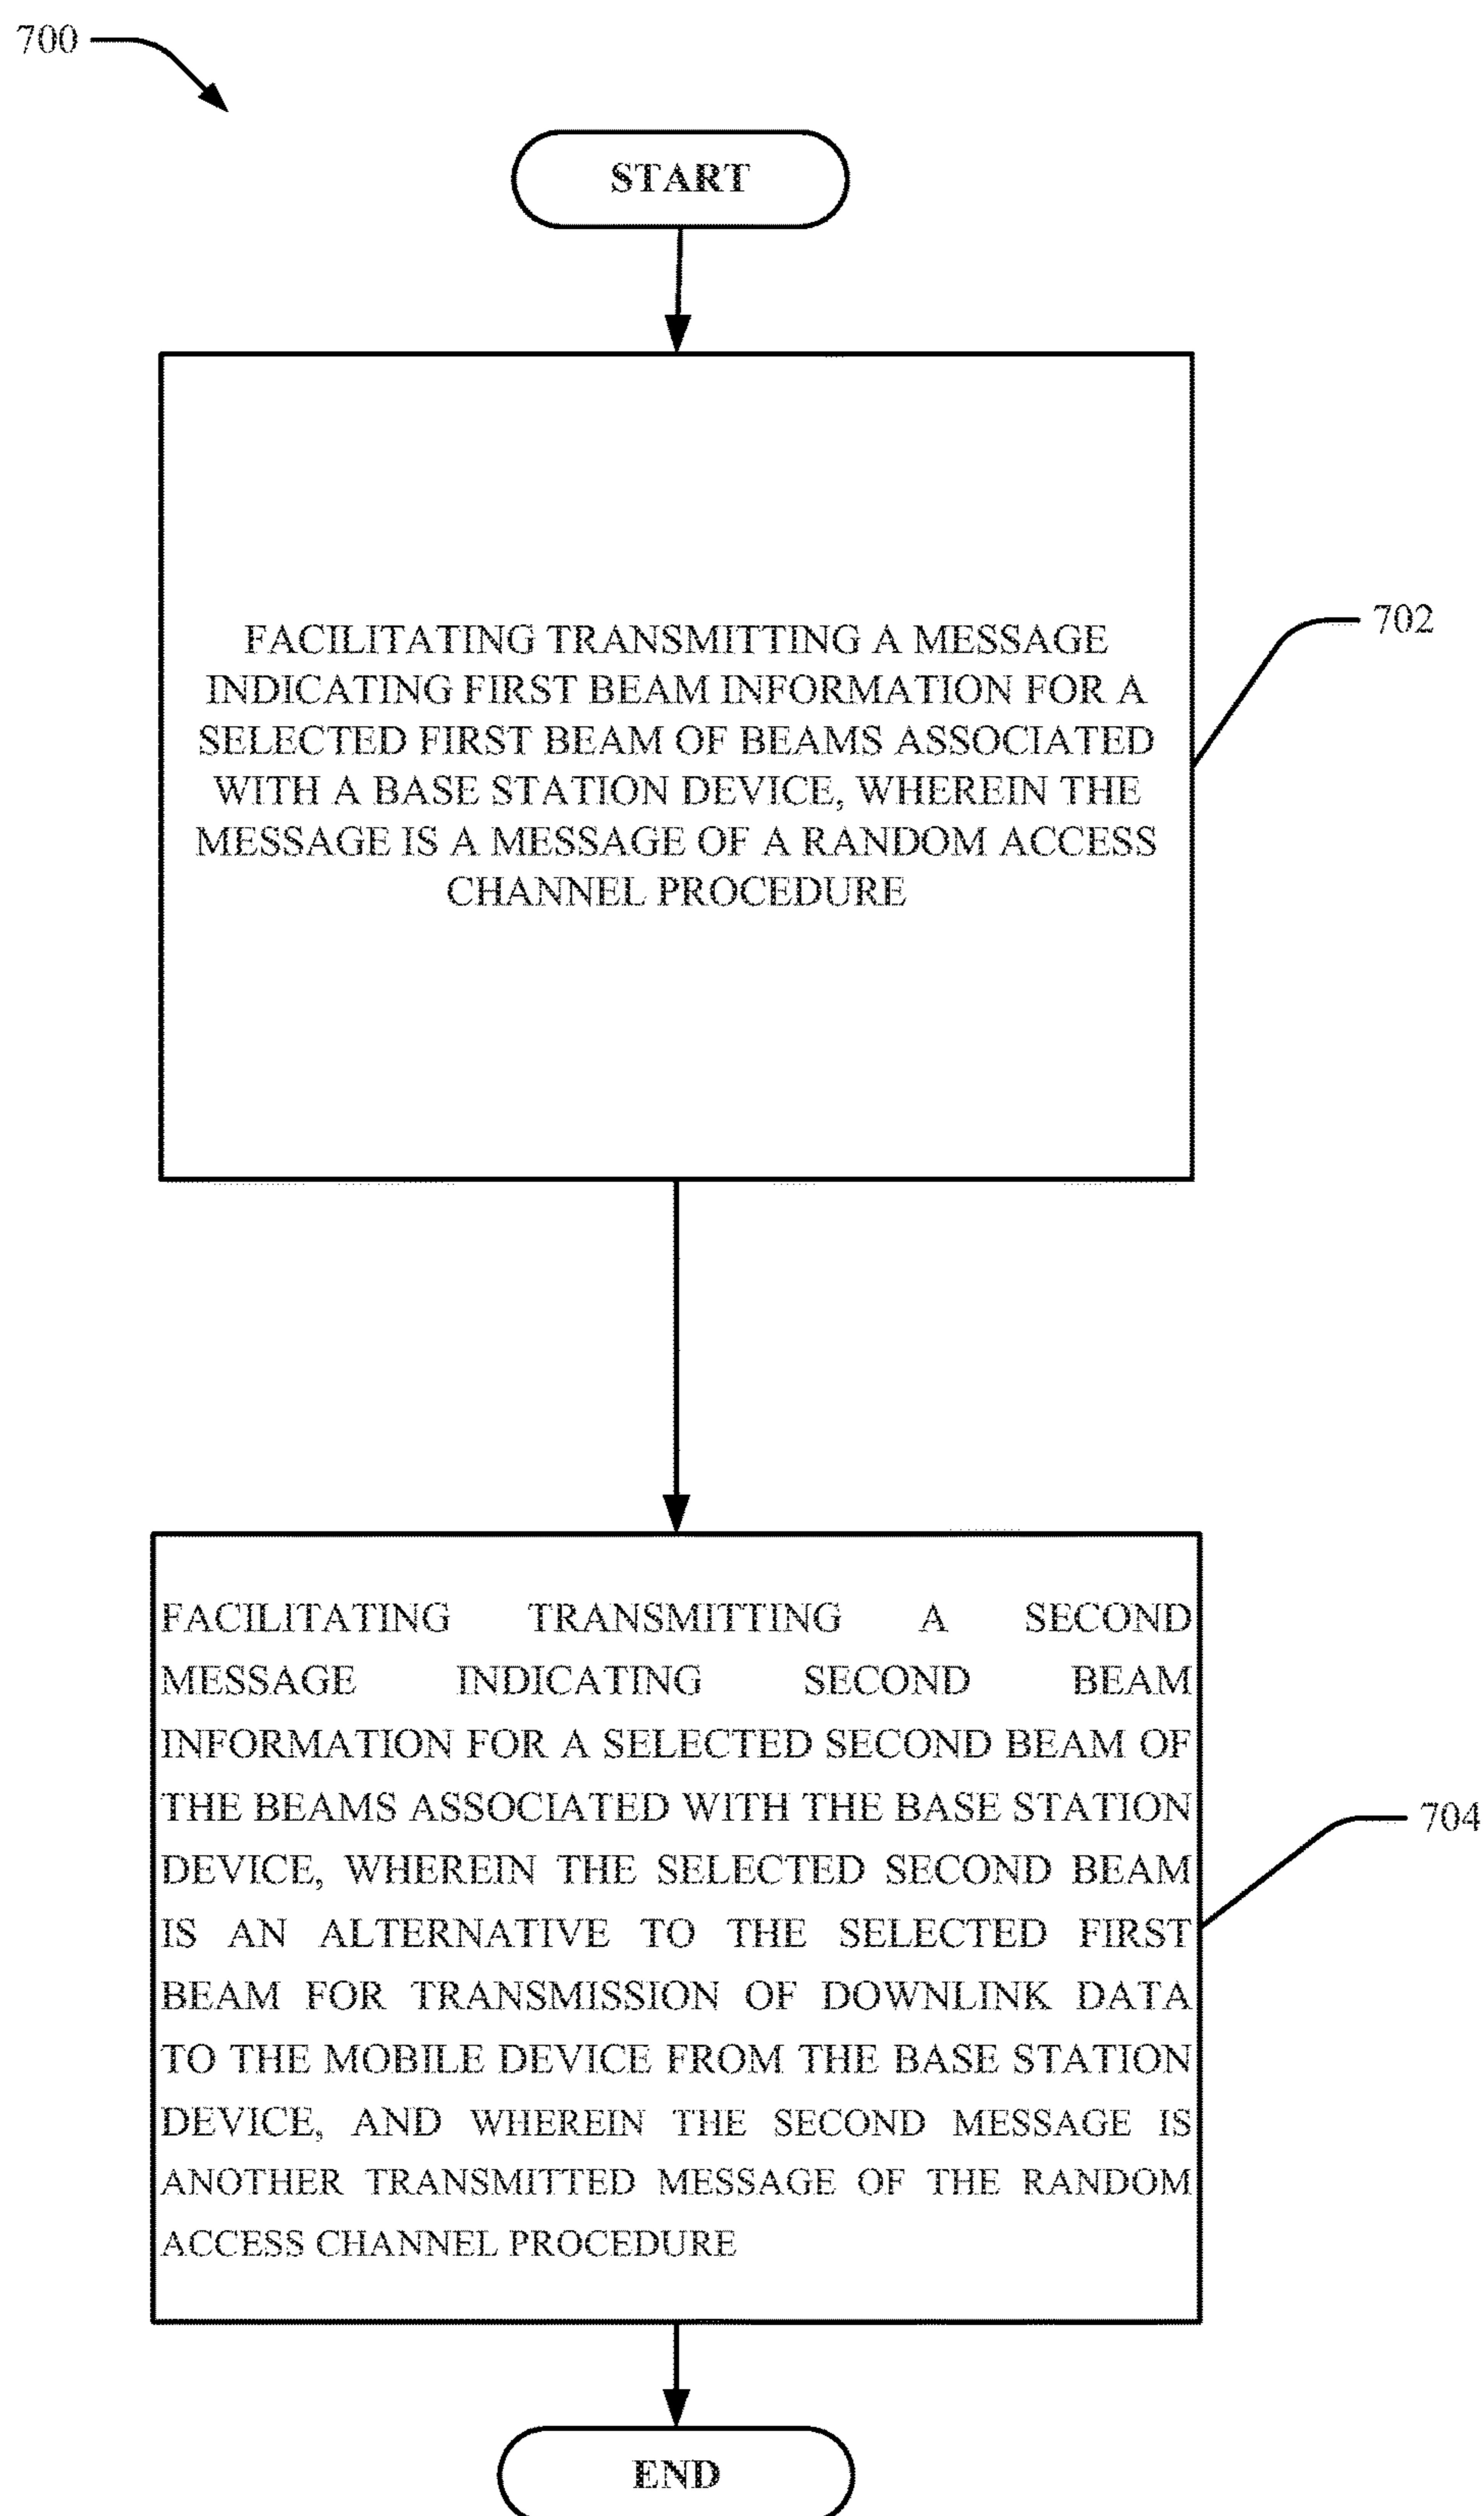 700
START
FACILITATING TRANSMITTING A MESSAGE
INDICATING FIRST BEAM INFORMATION FOR A
SELECTED FIRST BEAM OF BEAMS ASSOCIATED
WITH A BASE STATION DEVICE, WHEREIN THE
MESSAGE IS A MESSAGE OF A RANDOM ACCESS
CHANNEL PROCEDURE
702
FACILITATING TRANSMITTING A SECOND
MESSAGE INDICATING SECOND BEAM
INFORMATION FOR A SELECTED SECOND BEAM OF
THE BEAMS ASSOCIATED WITH THE BASE STATION
DEVICE, WHEREIN THE SELECTED SECOND BEAM
IS AN ALTERNATIVE TO THE SELECTED FIRST
BEAM FOR TRANSMISSION OF DOWNLINK DATA
TO THE MOBILE DEVICE FROM THE BASE STATION
DEVICE, AND WHEREIN THE SECOND MESSAGE IS
ANOTHER TRANSMITTED MESSAGE OF THE RANDOM
ACCESS CHANNEL PROCEDURE
704
END